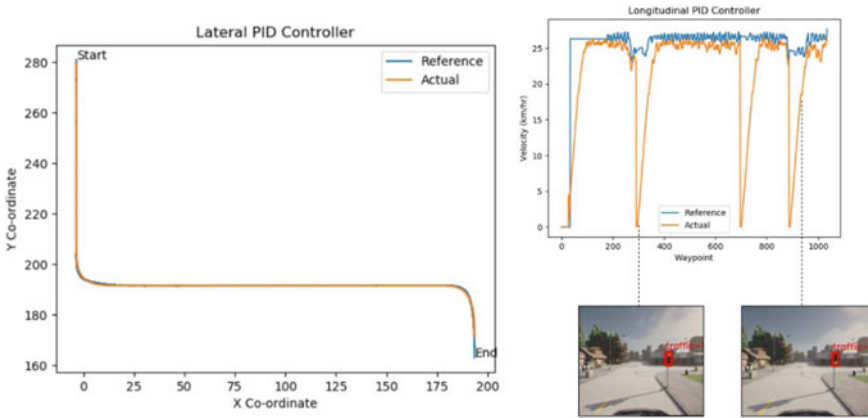 Lateral PID Controller
Start
Reference
Actual
280
260
240
220
200
180
160
Y Co-ordinate
End
0
25
50
75
100
125
150
175
200
X Co-ordinate
Longitudinal PID Controller
25
20
15
10
5
0
Velocity (km/hr)
Reference
Actual
0
200
400
600
800
1000
Waypoint